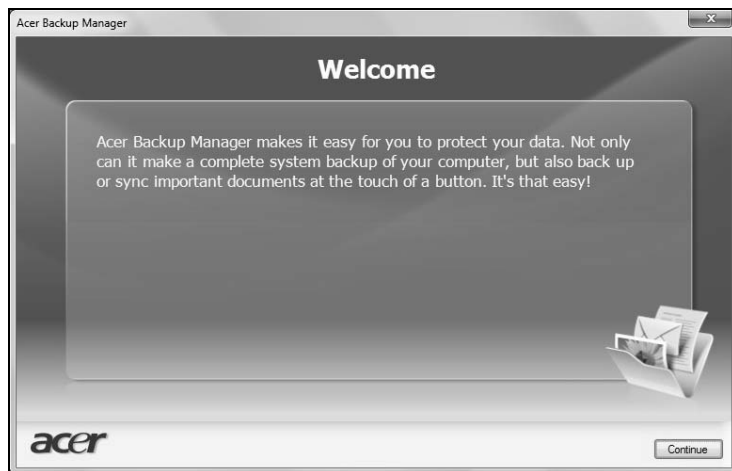 Acer Backup Manager
x
Welcome
Acer Backup Manager makes it easy for you to protect your data. Not only
can it make a complete system backup of your computer, but also back up
or sync important documents at the touch of a button. It's that easy!
acer
Continue